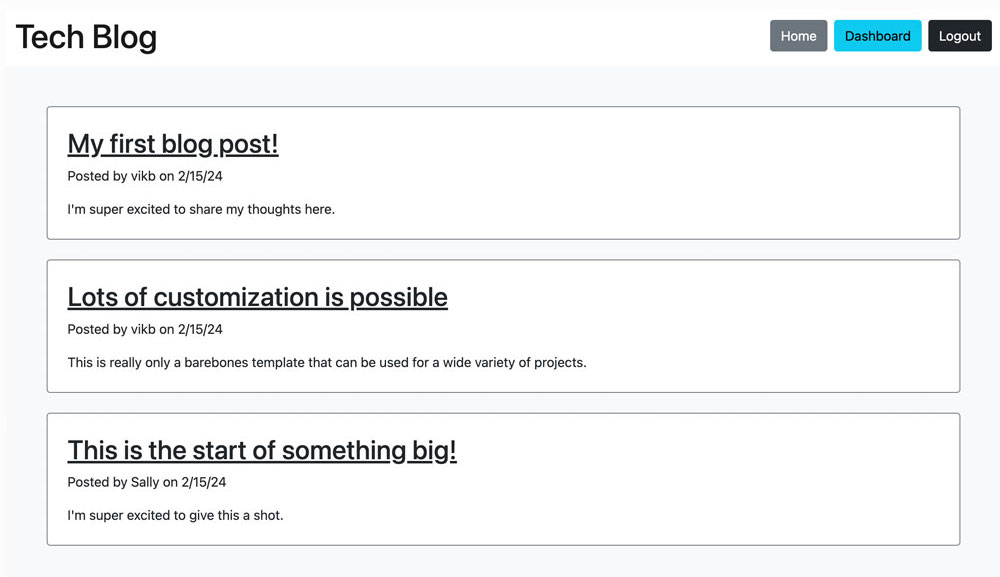 Tech Blog
Home
Dashboard
Logout
My first blog post!
Posted by vikb on 2/15/24
I'm super excited to share my thoughts here.
Lots of customization is possible
Posted by vikb on 2/15/24
This is really only a barebones template that can be used for a wide variety of projects.
This is the start of something big!
Posted by Sally on 2/15/24
I'm super excited to give this a shot.